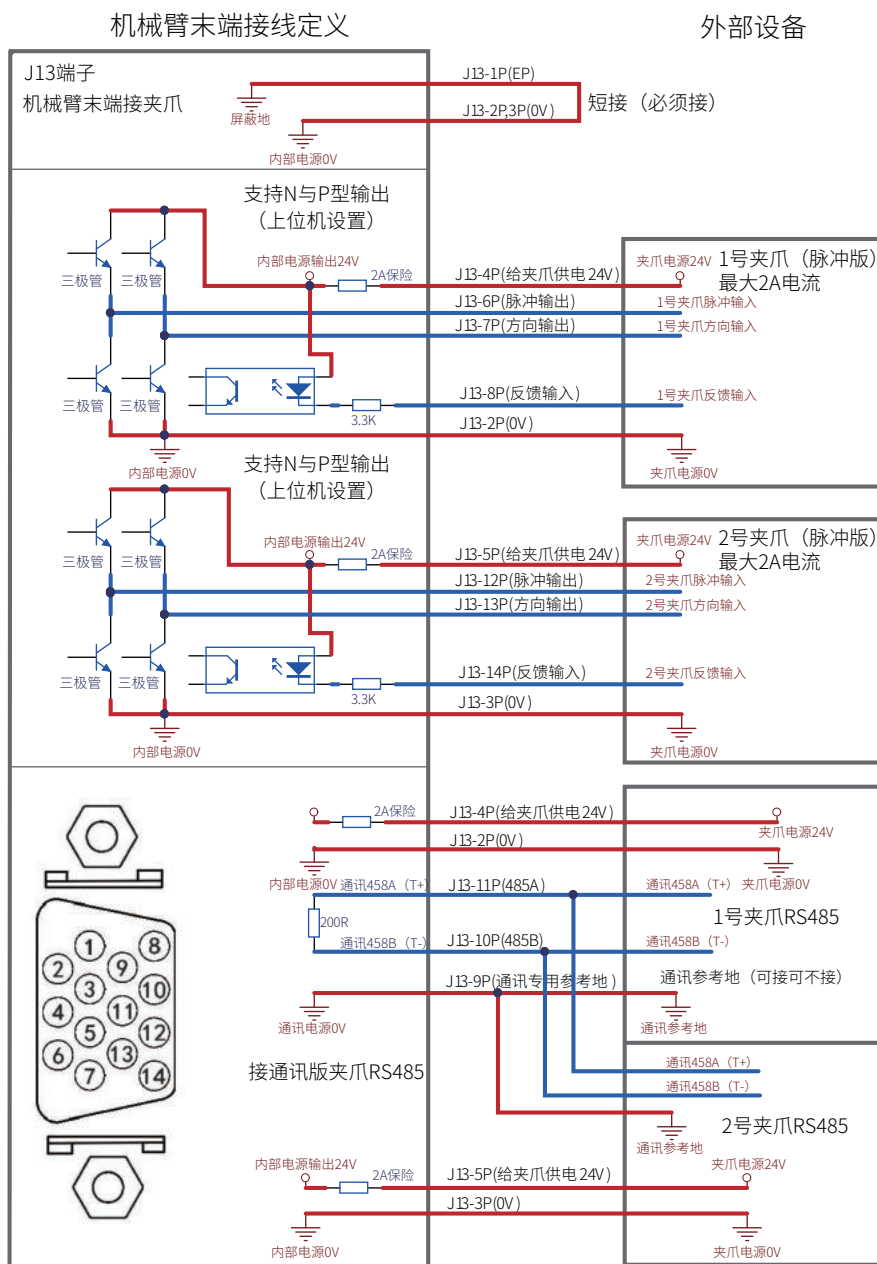 机械臂末端接线定义
外部设备
J13端子
机械臂末端接夹爪
屏蔽地
内部电源0V
J13-1P(EP)
J13-2P,3P(0V)
短接（必须接）
支持N与P型输出
（上位机设置）
三极管
三极管
三极管
三极管
内部电源输出24V
2A保险
J13-4P(给夹爪供电24V)
J13-6P(脉冲输出)
J13-7P(方向输出)
J13-8P(反馈输入)
3.3K
J13-2P(0V)
内部电源0V
夹爪电源24V
1号夹爪（脉冲版）
最大2A电流
1号夹爪脉冲输入
1号夹爪方向输入
1号夹爪反馈输入
夹爪电源0V
支持N与P型输出
（上位机设置）
三极管
三极管
三极管
三极管
内部电源输出24V
2A保险
J13-5P(给夹爪供电24V)
J13-12P(脉冲输出)
J13-13P(方向输出)
J13-14P(反馈输入)
3.3K
J13-3P(0V)
内部电源0V
夹爪电源24V
2号夹爪（脉冲版）
最大2A电流
2号夹爪脉冲输入
2号夹爪方向输入
2号夹爪反馈输入
夹爪电源0V
1
8
2
9
3
10
4
11
5
12
6
13
7
14
2A保险
J13-4P(给夹爪供电24V)
J13-2P(0V)
内部电源0V
通讯458A（T+）
J13-11P(485A)
200R
通讯458B（T-）
J13-10P(485B)
J13-9P(通讯专用参考地)
通讯电源0V
接通讯版夹爪RS485
夹爪电源24V
通讯458A（T+）
夹爪电源0V
1号夹爪RS485
通讯458B（T-）
通讯参考地（可接可不接）
通讯参考地
通讯458A（T+）
通讯458B（T-）
2号夹爪RS485
通讯参考地
内部电源输出24V
2A保险
J13-5P(给夹爪供电24V)
夹爪电源24V
J13-3P(0V)
内部电源0V
夹爪电源0V